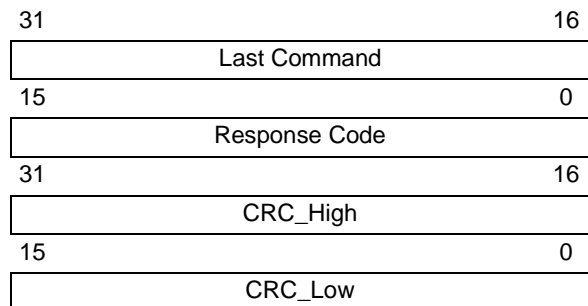 31 16
Last Command
15 0
Response Code
31 16
CRC_High
15 0
CRC_Low